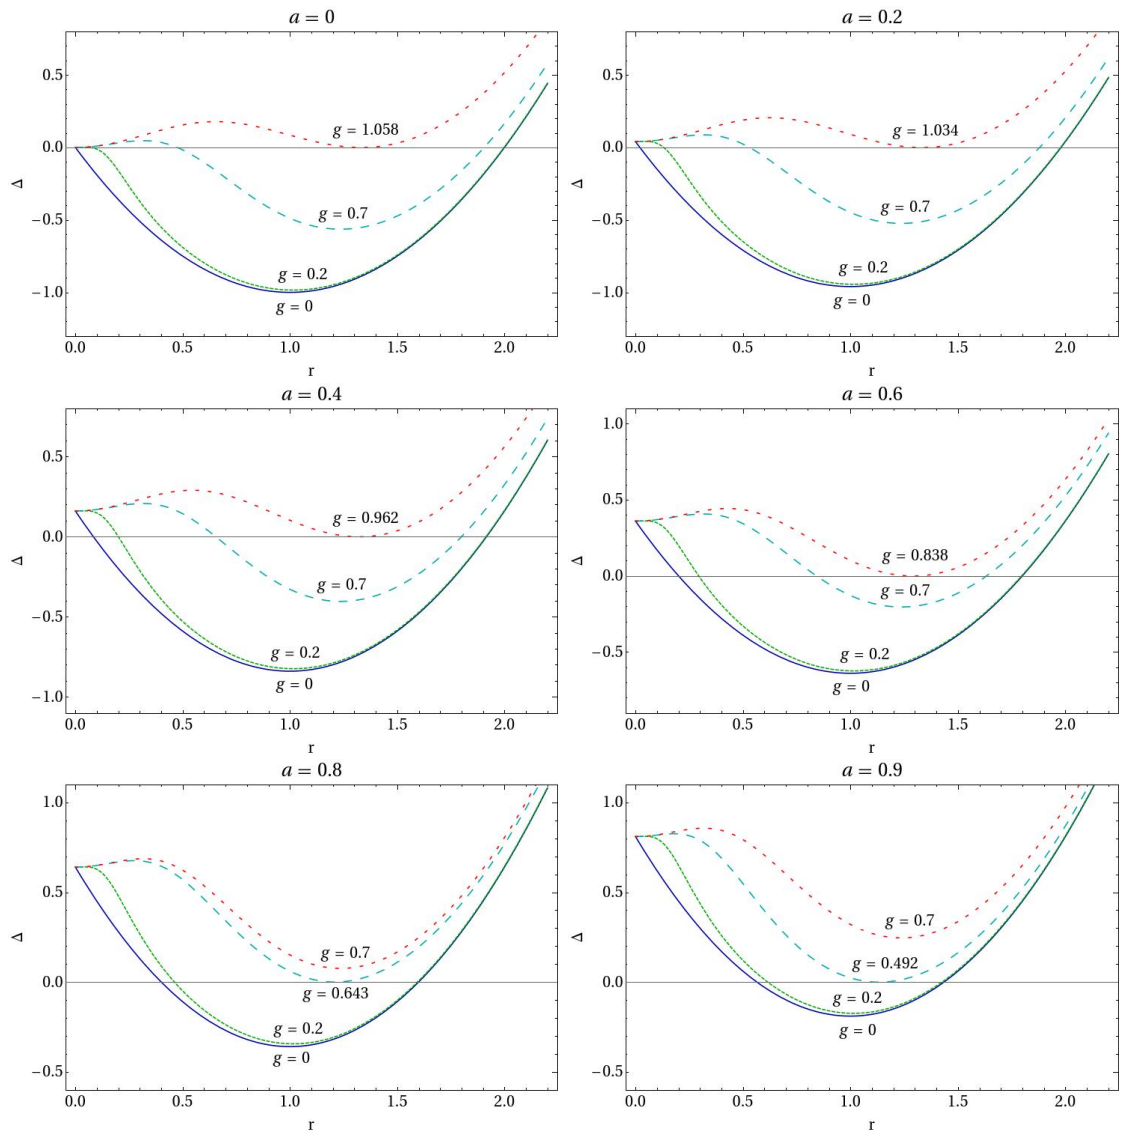 a = 0
0.5
0.0
−0.5
−1.0
Δ
g = 1.058
g = 0.7
g = 0.2
g = 0
0.0 0.5 1.0 1.5 2.0
r
a = 0.2
0.5
0.0
−0.5
−1.0
Δ
g = 1.034
g = 0.7
g = 0.2
g = 0
0.0 0.5 1.0 1.5 2.0
r
a = 0.4
0.5
0.0
−0.5
−1.0
Δ
g = 0.962
g = 0.7
g = 0.2
g = 0
0.0 0.5 1.0 1.5 2.0
r
a = 0.6
1.0
0.5
0.0
−0.5
Δ
g = 0.838
g = 0.7
g = 0.2
g = 0
0.0 0.5 1.0 1.5 2.0
r
a = 0.8
1.0
0.5
0.0
−0.5
Δ
g = 0.7
g = 0.643
g = 0.2
g = 0
0.0 0.5 1.0 1.5 2.0
r
a = 0.9
1.0
0.5
0.0
−0.5
Δ
g = 0.7
g = 0.492
g = 0.2
g = 0
0.0 0.5 1.0 1.5 2.0
r